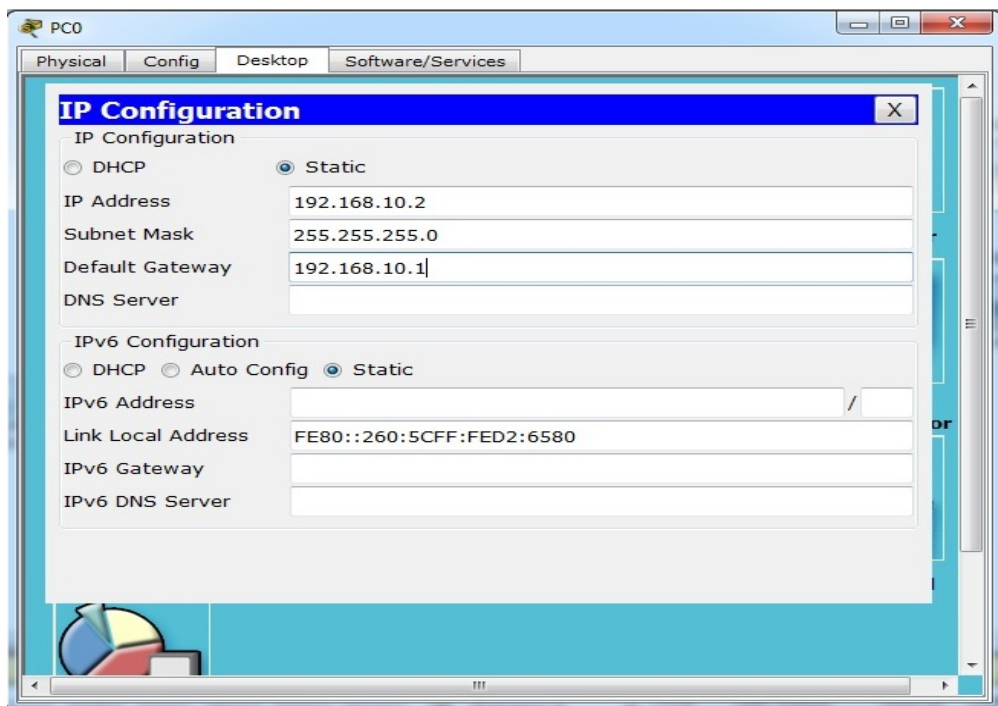 PC0
Physical Config Desktop Software/Services
IP Configuration X
IP Configuration
DHCP Static
IP Address 192.168.10.2
Subnet Mask 255.255.255.0
Default Gateway 192.168.10.1
DNS Server
IPv6 Configuration
DHCP Auto Config Static
IPv6 Address /
Link Local Address FE80::260:5CFF:FED2:6580
or
IPv6 Gateway
IPv6 DNS Server